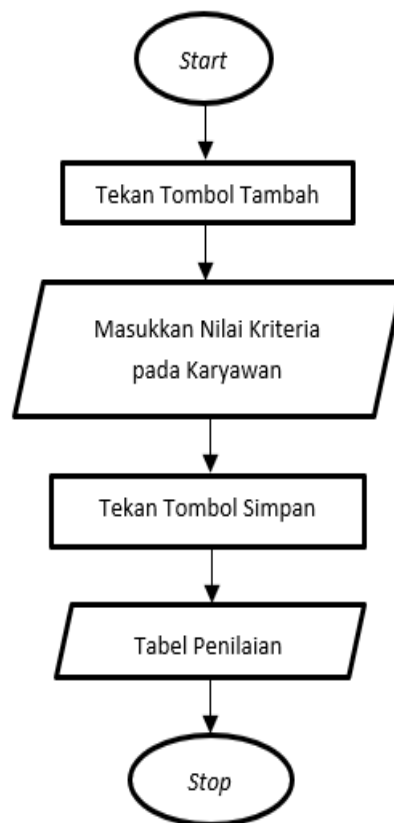 Start
Tekan Tombol Tambah
Masukkan Nilai Kriteria
pada Karyawan
Tekan Tombol Simpan
Tabel Penilaian
Stop